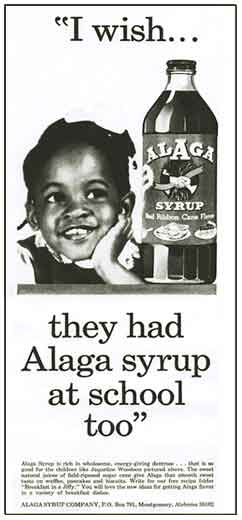 “I wish...
ALAGA
SYRUP
Red Ribbon Cane Flavor
they had
Alaga syrup
at school
too”
Alaga Syrup is rich in wholesome, energy-giving dextrose . . . that is so
good for the children like Jaqueline Woodson pictured above. The sweet
natural juices of field-ripened sugar cane give Alaga that smooth sweet
taste on waffles, pancakes and biscuits. Write for our free recipe folder
"Breakfast in a Jiffy." You will love the new ideas for getting Alaga flavor
in a variety of breakfast dishes.
ALAGA SYRUP COMPANY, P.O. Box 791, Montgomery, Alabama 36102